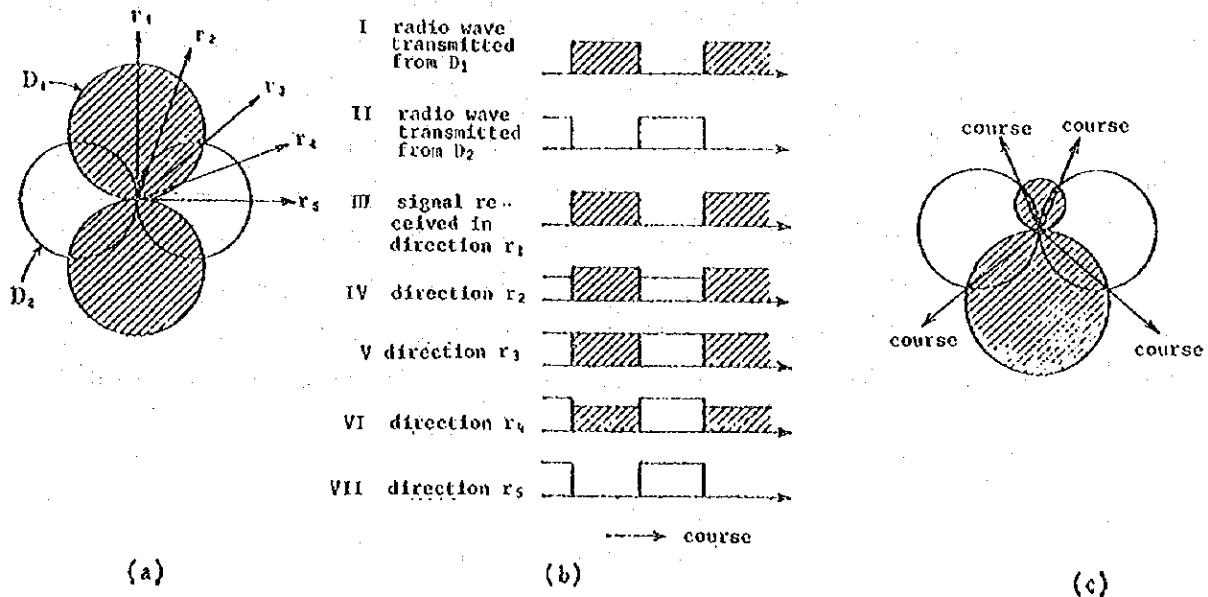 r₁
r₂
D₁
r₃
r₄
r₅
D₂
(a)
I radio wave
transmitted
from D₁
II radio wave
transmitted
from D₂
III signal re-
ceived in
direction r₁
IV direction r₂
V direction r₃
VI direction r₄
VII direction r₅
course
(b)
course course
course course
(c)